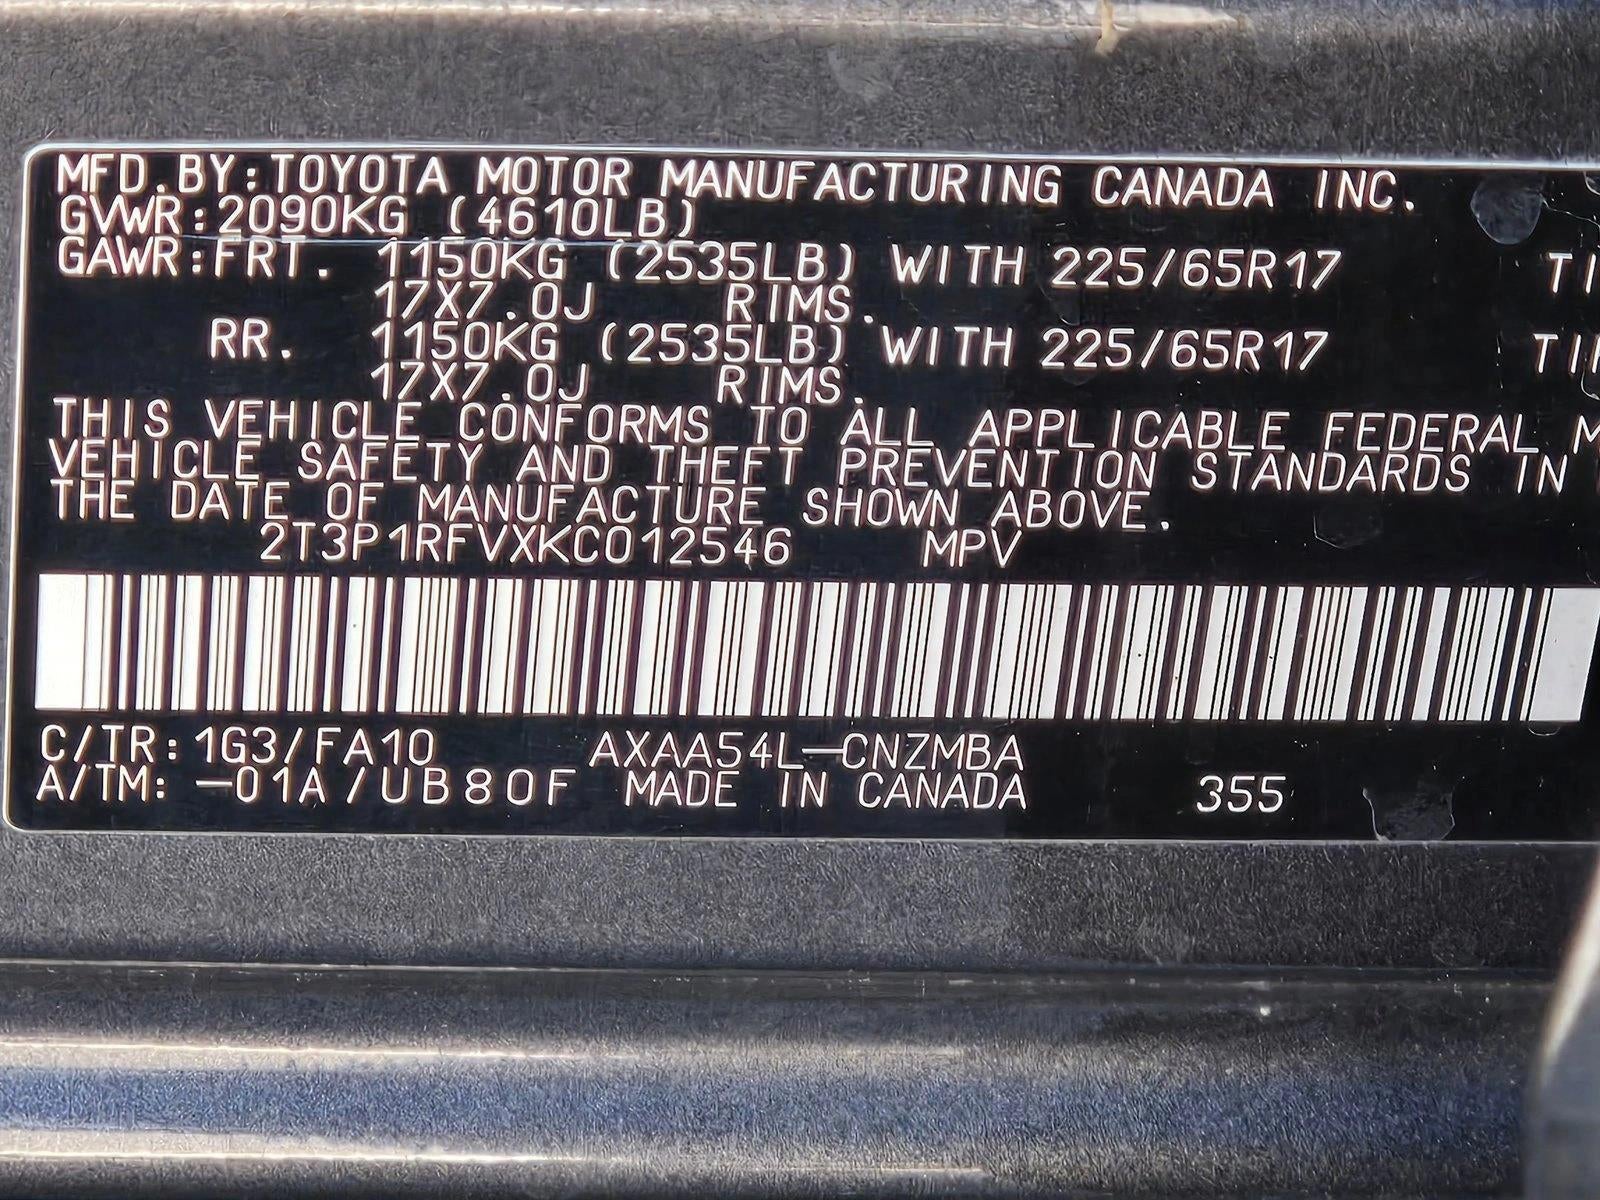 MFD.BY:TOYOTA MOTOR MANUFACTURING CANADA INC.
GVWR:2090KG (4610LB)
GAWR:FRT. 1150KG (2535LB) WITH 225/65R17 TI
17X7.0J RIMS.
RR. 1150KG (2535LB) WITH 225/65R17 TI
17X7.0J RIMS.
THIS VEHICLE CONFORMS TO ALL APPLICABLE FEDERAL M
VEHICLE SAFETY AND THEFT PREVENTION STANDARDS IN
THE DATE OF MANUFACTURE SHOWN ABOVE.
2T3P1RFVXKC012546 MPV
C/TR:1G3/FA10 AXAA54L-CNZMBA
A/TM: -01A/UB80F MADE IN CANADA 355